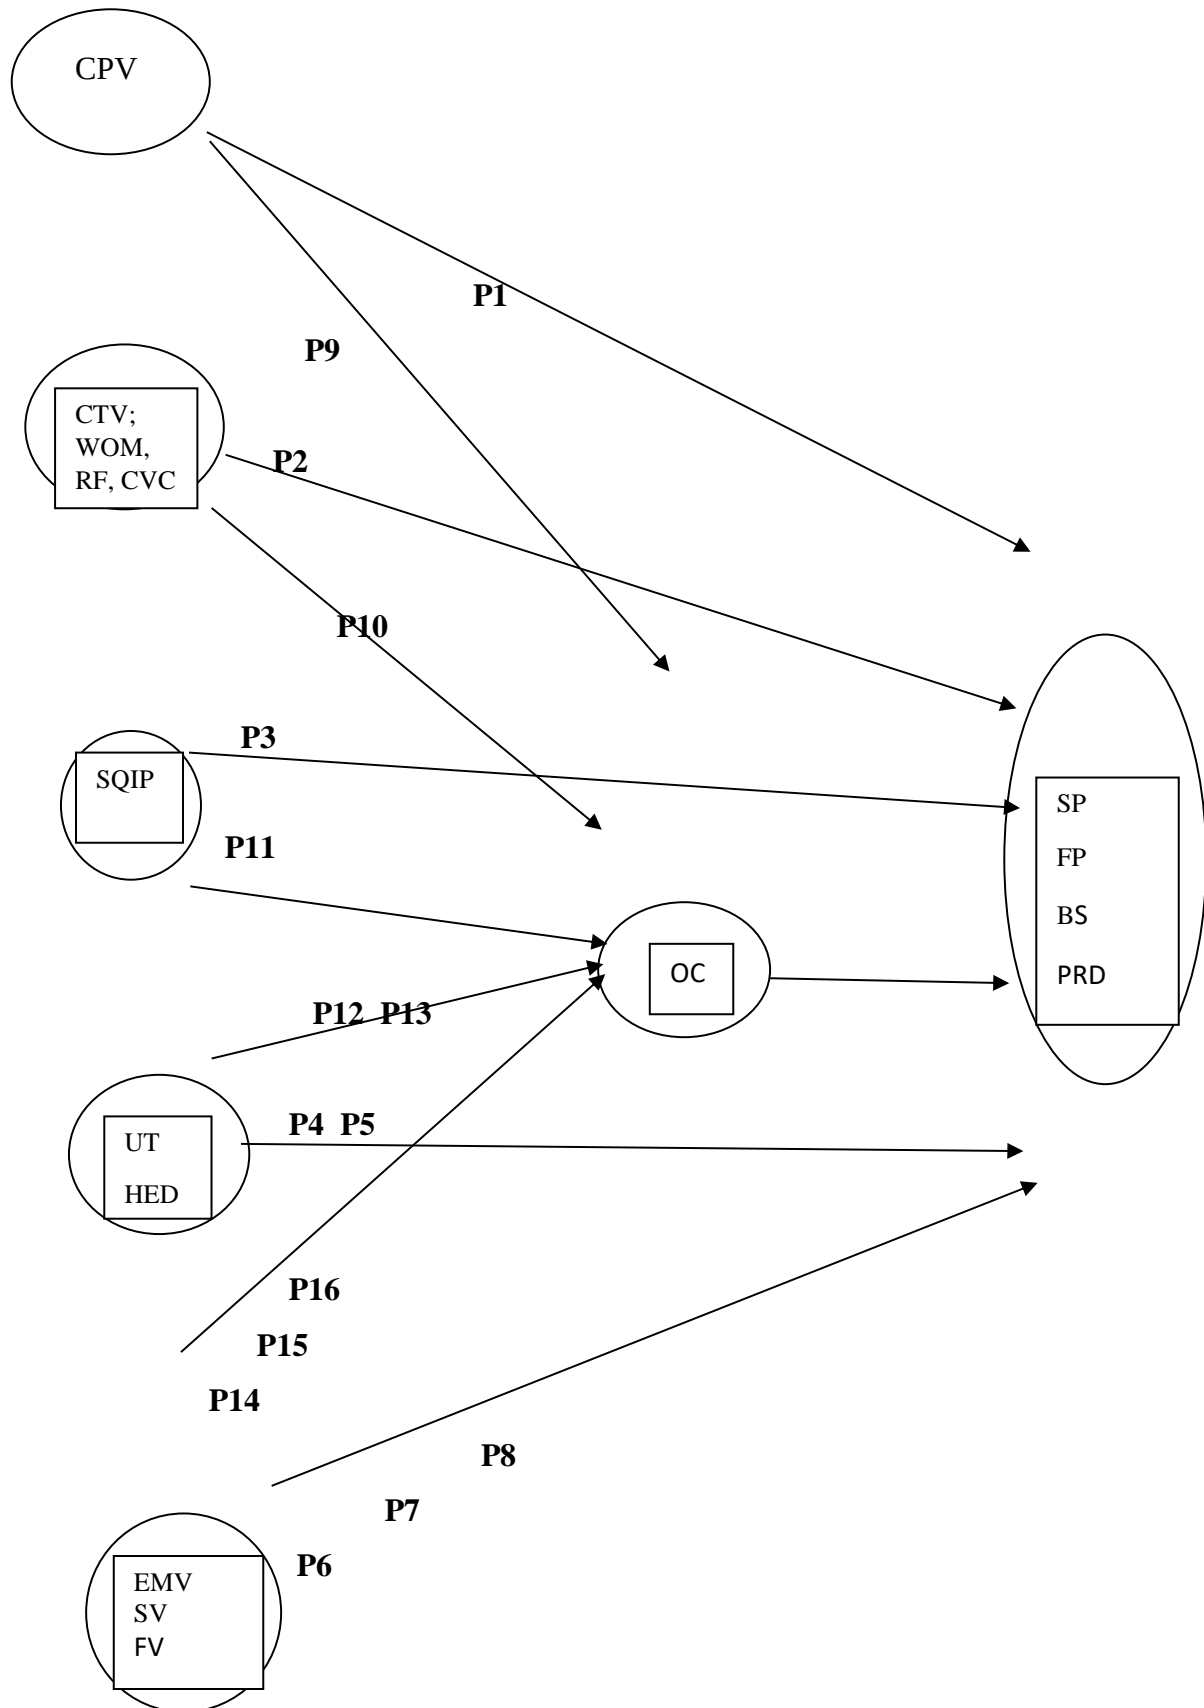 CPV
P1
P9
CTV;
WOM,
RF, CVC
P2
P10
P3
SQIP
SP
P11
FP
BS
OC
PRD
P12 P13
P4 P5
UT
HED
P16
P15
P14
P8
P7
P6
EMV
SV
FV